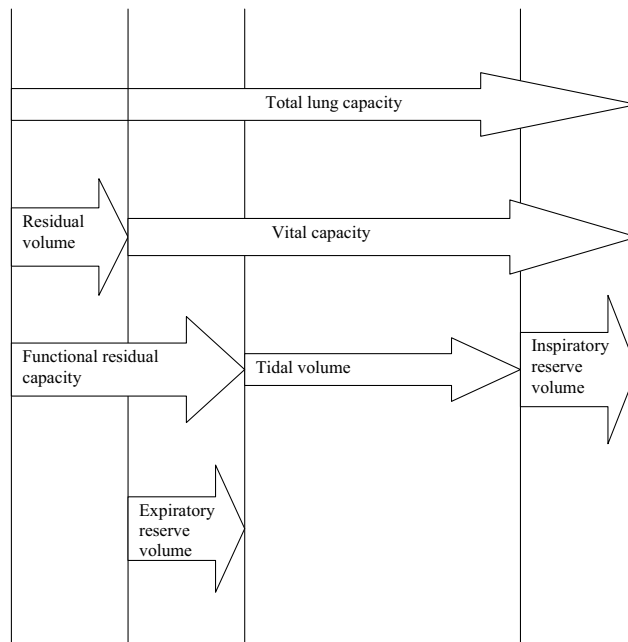 Total lung capacity
Residual
volume
Vital capacity
Functional residual
capacity
Tidal volume
Inspiratory
reserve
volume
Expiratory
reserve
volume